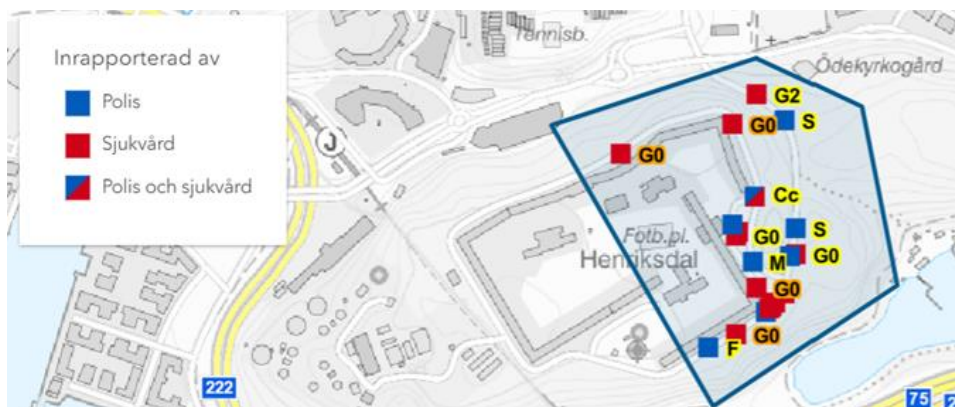 Inrapporterad av
Polis
Sjukvård
Polis och sjukvård
Tennisb.
Ödekyrkogård
J
G2
S
G0
G0
Cc
S
G0
Fotb.pl.
Henriksdal
M
G0
G0
G0
F
222
75